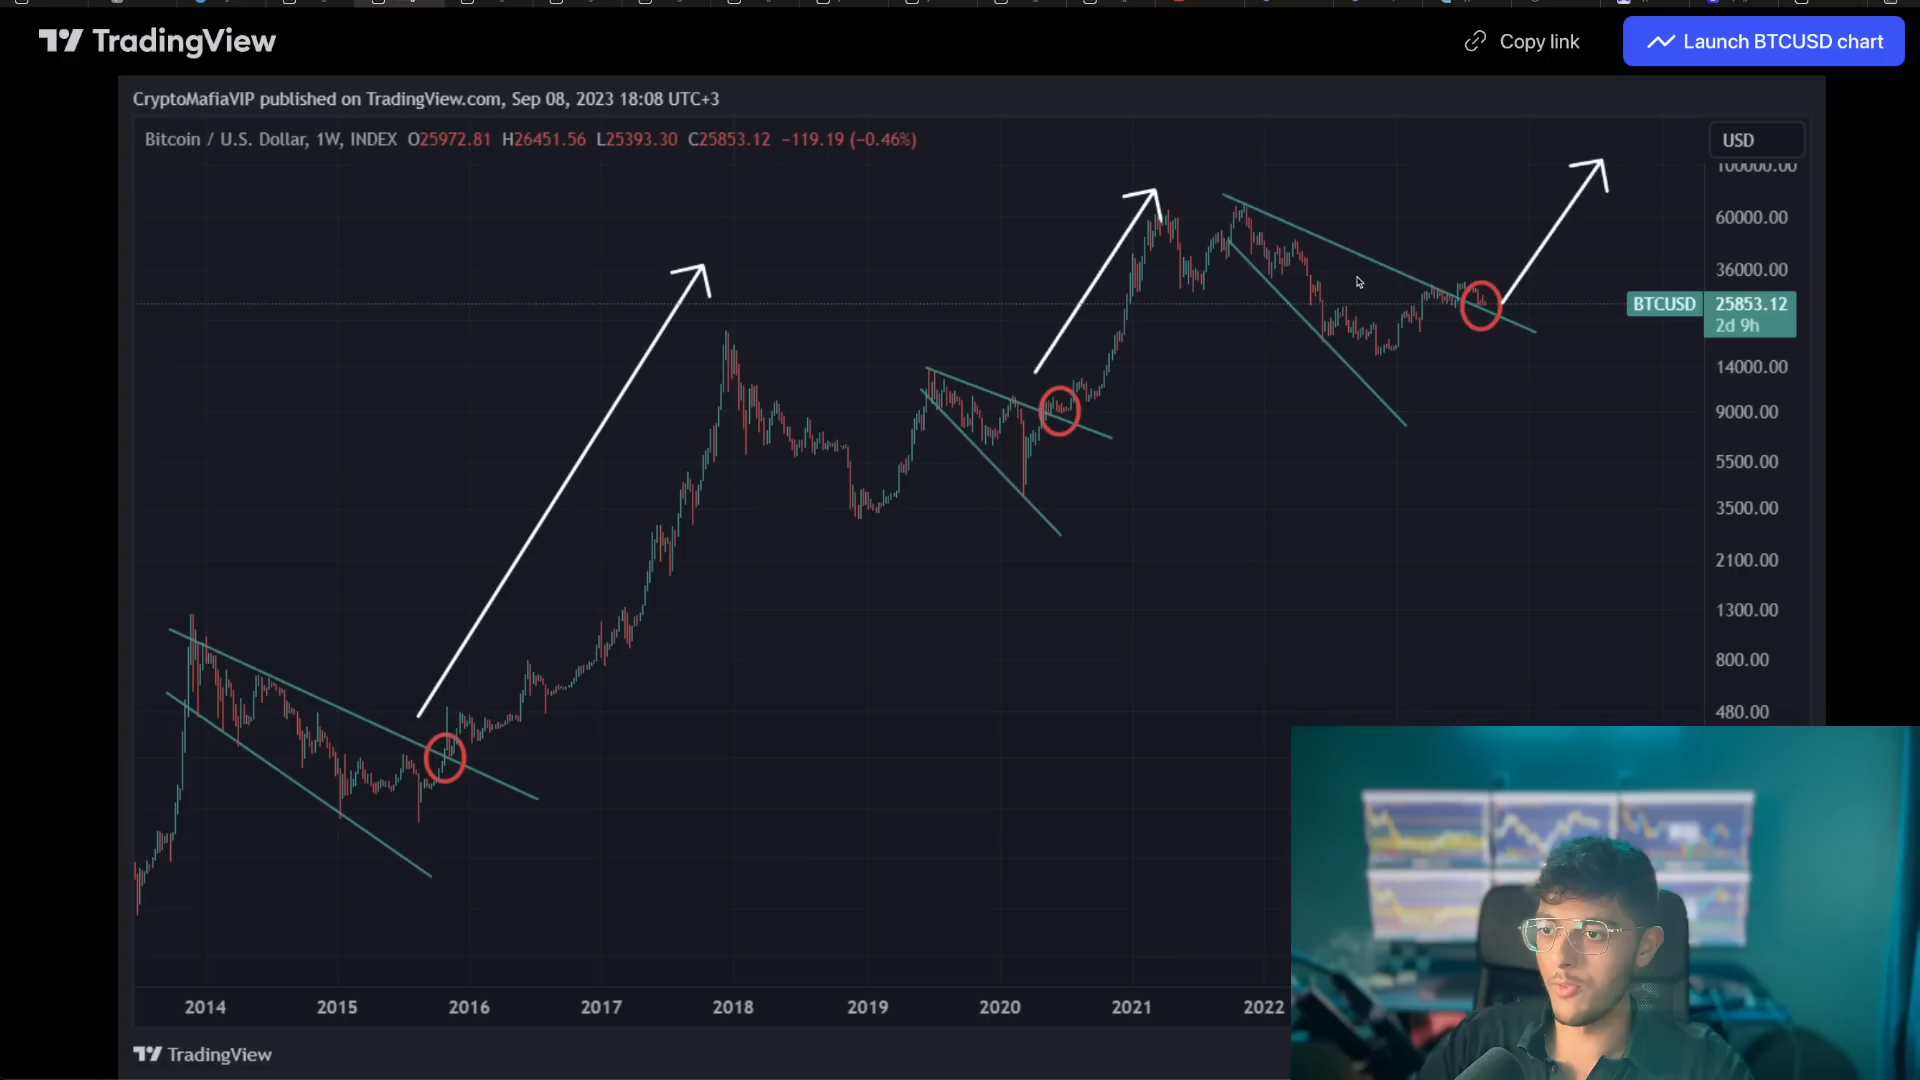 TradingView
Copy link
Launch BTCUSD chart
CryptoMafiaVIP published on TradingView.com, Sep 08, 2023 18:08 UTC+3
Bitcoin / U.S. Dollar, 1W, INDEX O25972.81 H26451.56 L25393.30 C25853.12 −119.19 (−0.46%)
USD
100000.00
60000.00
36000.00
BTCUSD 25853.12
2d 9h
14000.00
9000.00
5500.00
3500.00
2100.00
1300.00
800.00
480.00
2014 2015 2016 2017 2018 2019 2020 2021 2022
TradingView